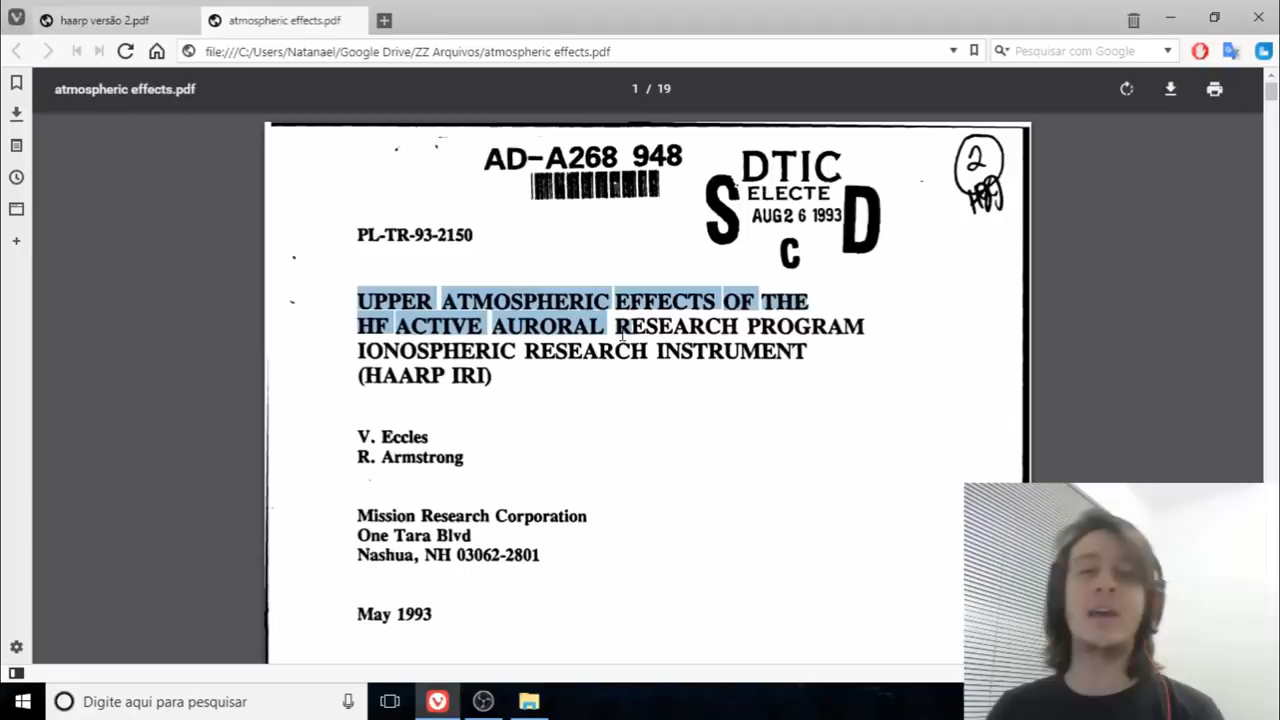 haarp versão 2.pdf
atmospheric effects.pdf
file:///C:/Users/Natanael/Google Drive/ZZ Arquivos/atmospheric effects.pdf
Pesquisar com Google
atmospheric effects.pdf
1 / 19
AD-A268 948
DTIC
ELECTE
AUG 26 1993
S C D
2
PL-TR-93-2150
UPPER ATMOSPHERIC EFFECTS OF THE
HF ACTIVE AURORAL RESEARCH PROGRAM
IONOSPHERIC RESEARCH INSTRUMENT
(HAARP IRI)
V. Eccles
R. Armstrong
Mission Research Corporation
One Tara Blvd
Nashua, NH 03062-2801
May 1993
Digite aqui para pesquisar